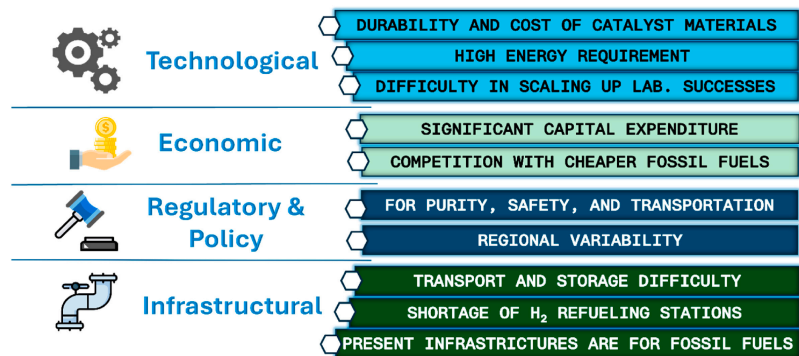 Technological
DURABILITY AND COST OF CATALYST MATERIALS
HIGH ENERGY REQUIREMENT
DIFFICULTY IN SCALING UP LAB. SUCCESSES
Economic
SIGNIFICANT CAPITAL EXPENDITURE
COMPETITION WITH CHEAPER FOSSIL FUELS
Regulatory &
Policy
FOR PURITY, SAFETY, AND TRANSPORTATION
REGIONAL VARIABILITY
Infrastructural
TRANSPORT AND STORAGE DIFFICULTY
SHORTAGE OF H₂ REFUELING STATIONS
PRESENT INFRASTRICTURES ARE FOR FOSSIL FUELS